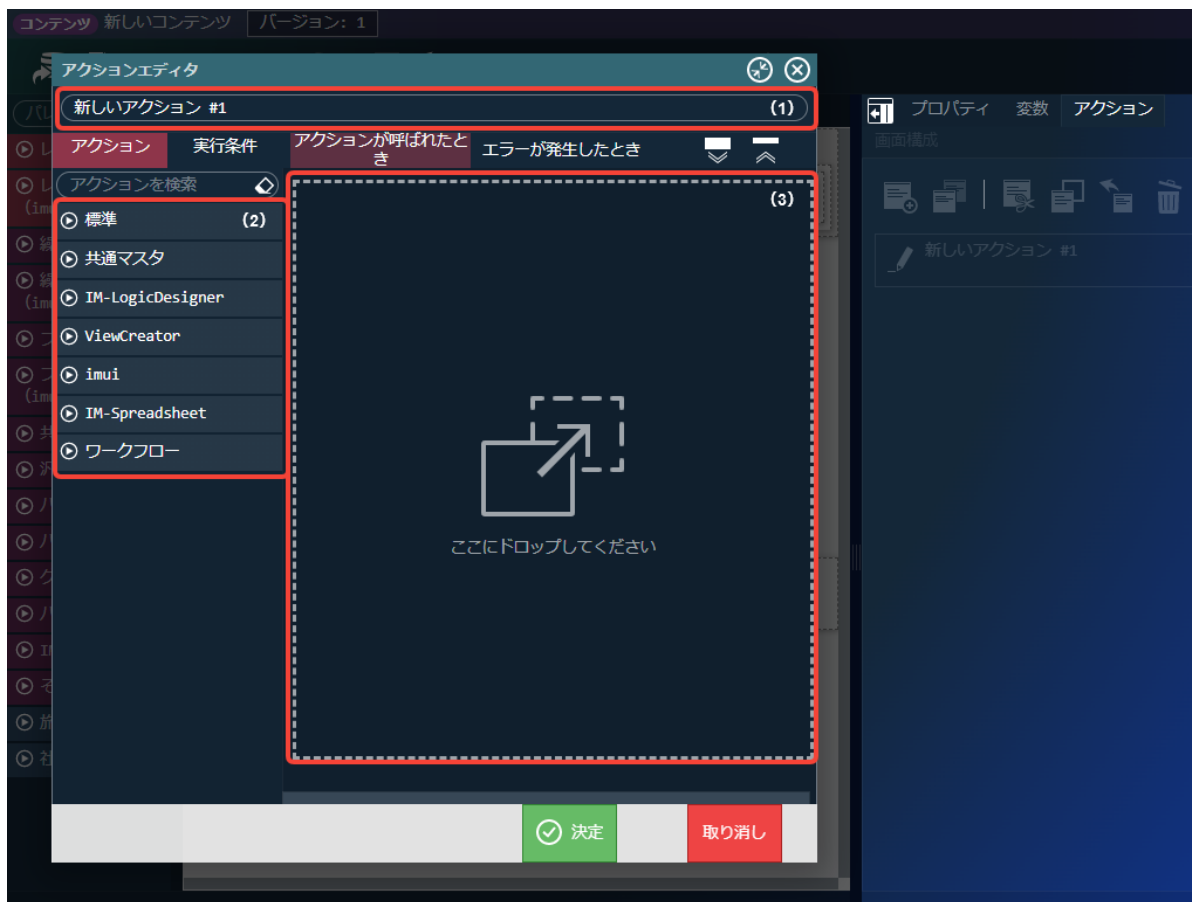 コンテンツ 新しいコンテンツ バージョン: 1
アクションエディタ
新しいアクション #1 (1)
アクション 実行条件 アクションが呼ばれたとき エラーが発生したとき
アクションを検索
標準 (2)
共通マスタ
IM-LogicDesigner
ViewCreator
imui
IM-Spreadsheet
ワークフロー
(3)
ここにドロップしてください
決定 取り消し
プロパティ 変数 アクション
画面構成
新しいアクション #1